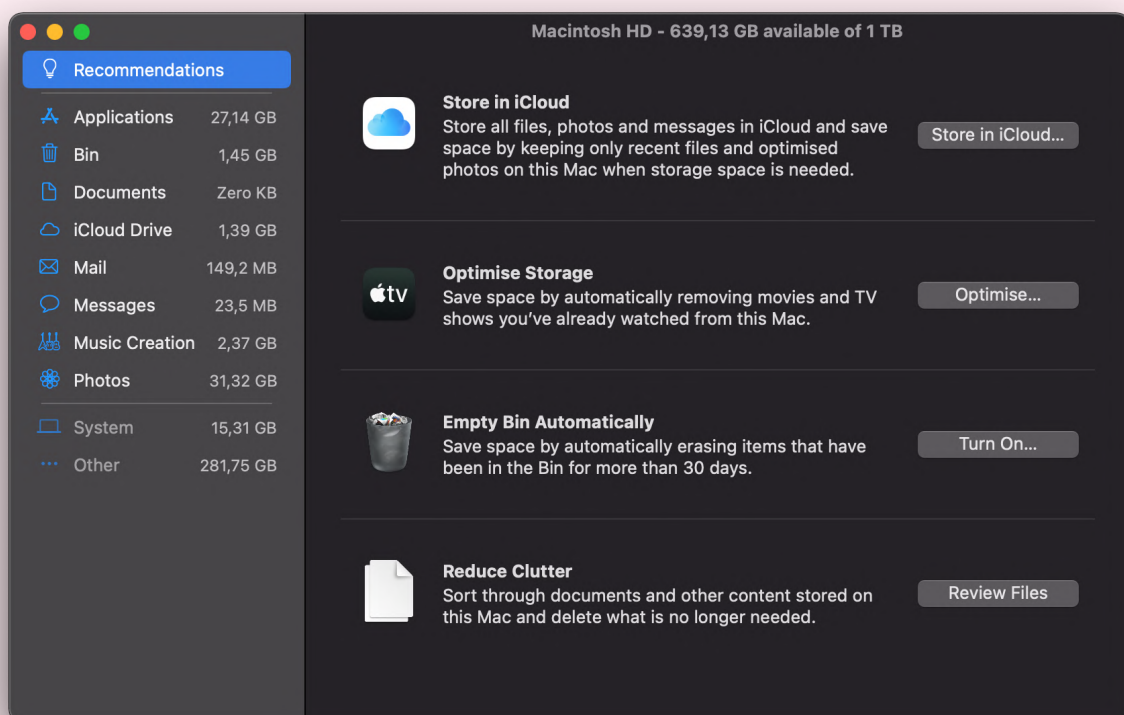 Macintosh HD - 639,13 GB available of 1 TB
Recommendations
Applications 27,14 GB
Bin 1,45 GB
Documents Zero KB
iCloud Drive 1,39 GB
Mail 149,2 MB
Messages 23,5 MB
Music Creation 2,37 GB
Photos 31,32 GB
System 15,31 GB
Other 281,75 GB
Store in iCloud
Store all files, photos and messages in iCloud and save
space by keeping only recent files and optimised
photos on this Mac when storage space is needed.
Store in iCloud...
tv
Optimise Storage
Save space by automatically removing movies and TV
shows you’ve already watched from this Mac.
Optimise...
Empty Bin Automatically
Save space by automatically erasing items that have
been in the Bin for more than 30 days.
Turn On...
Reduce Clutter
Sort through documents and other content stored on
this Mac and delete what is no longer needed.
Review Files